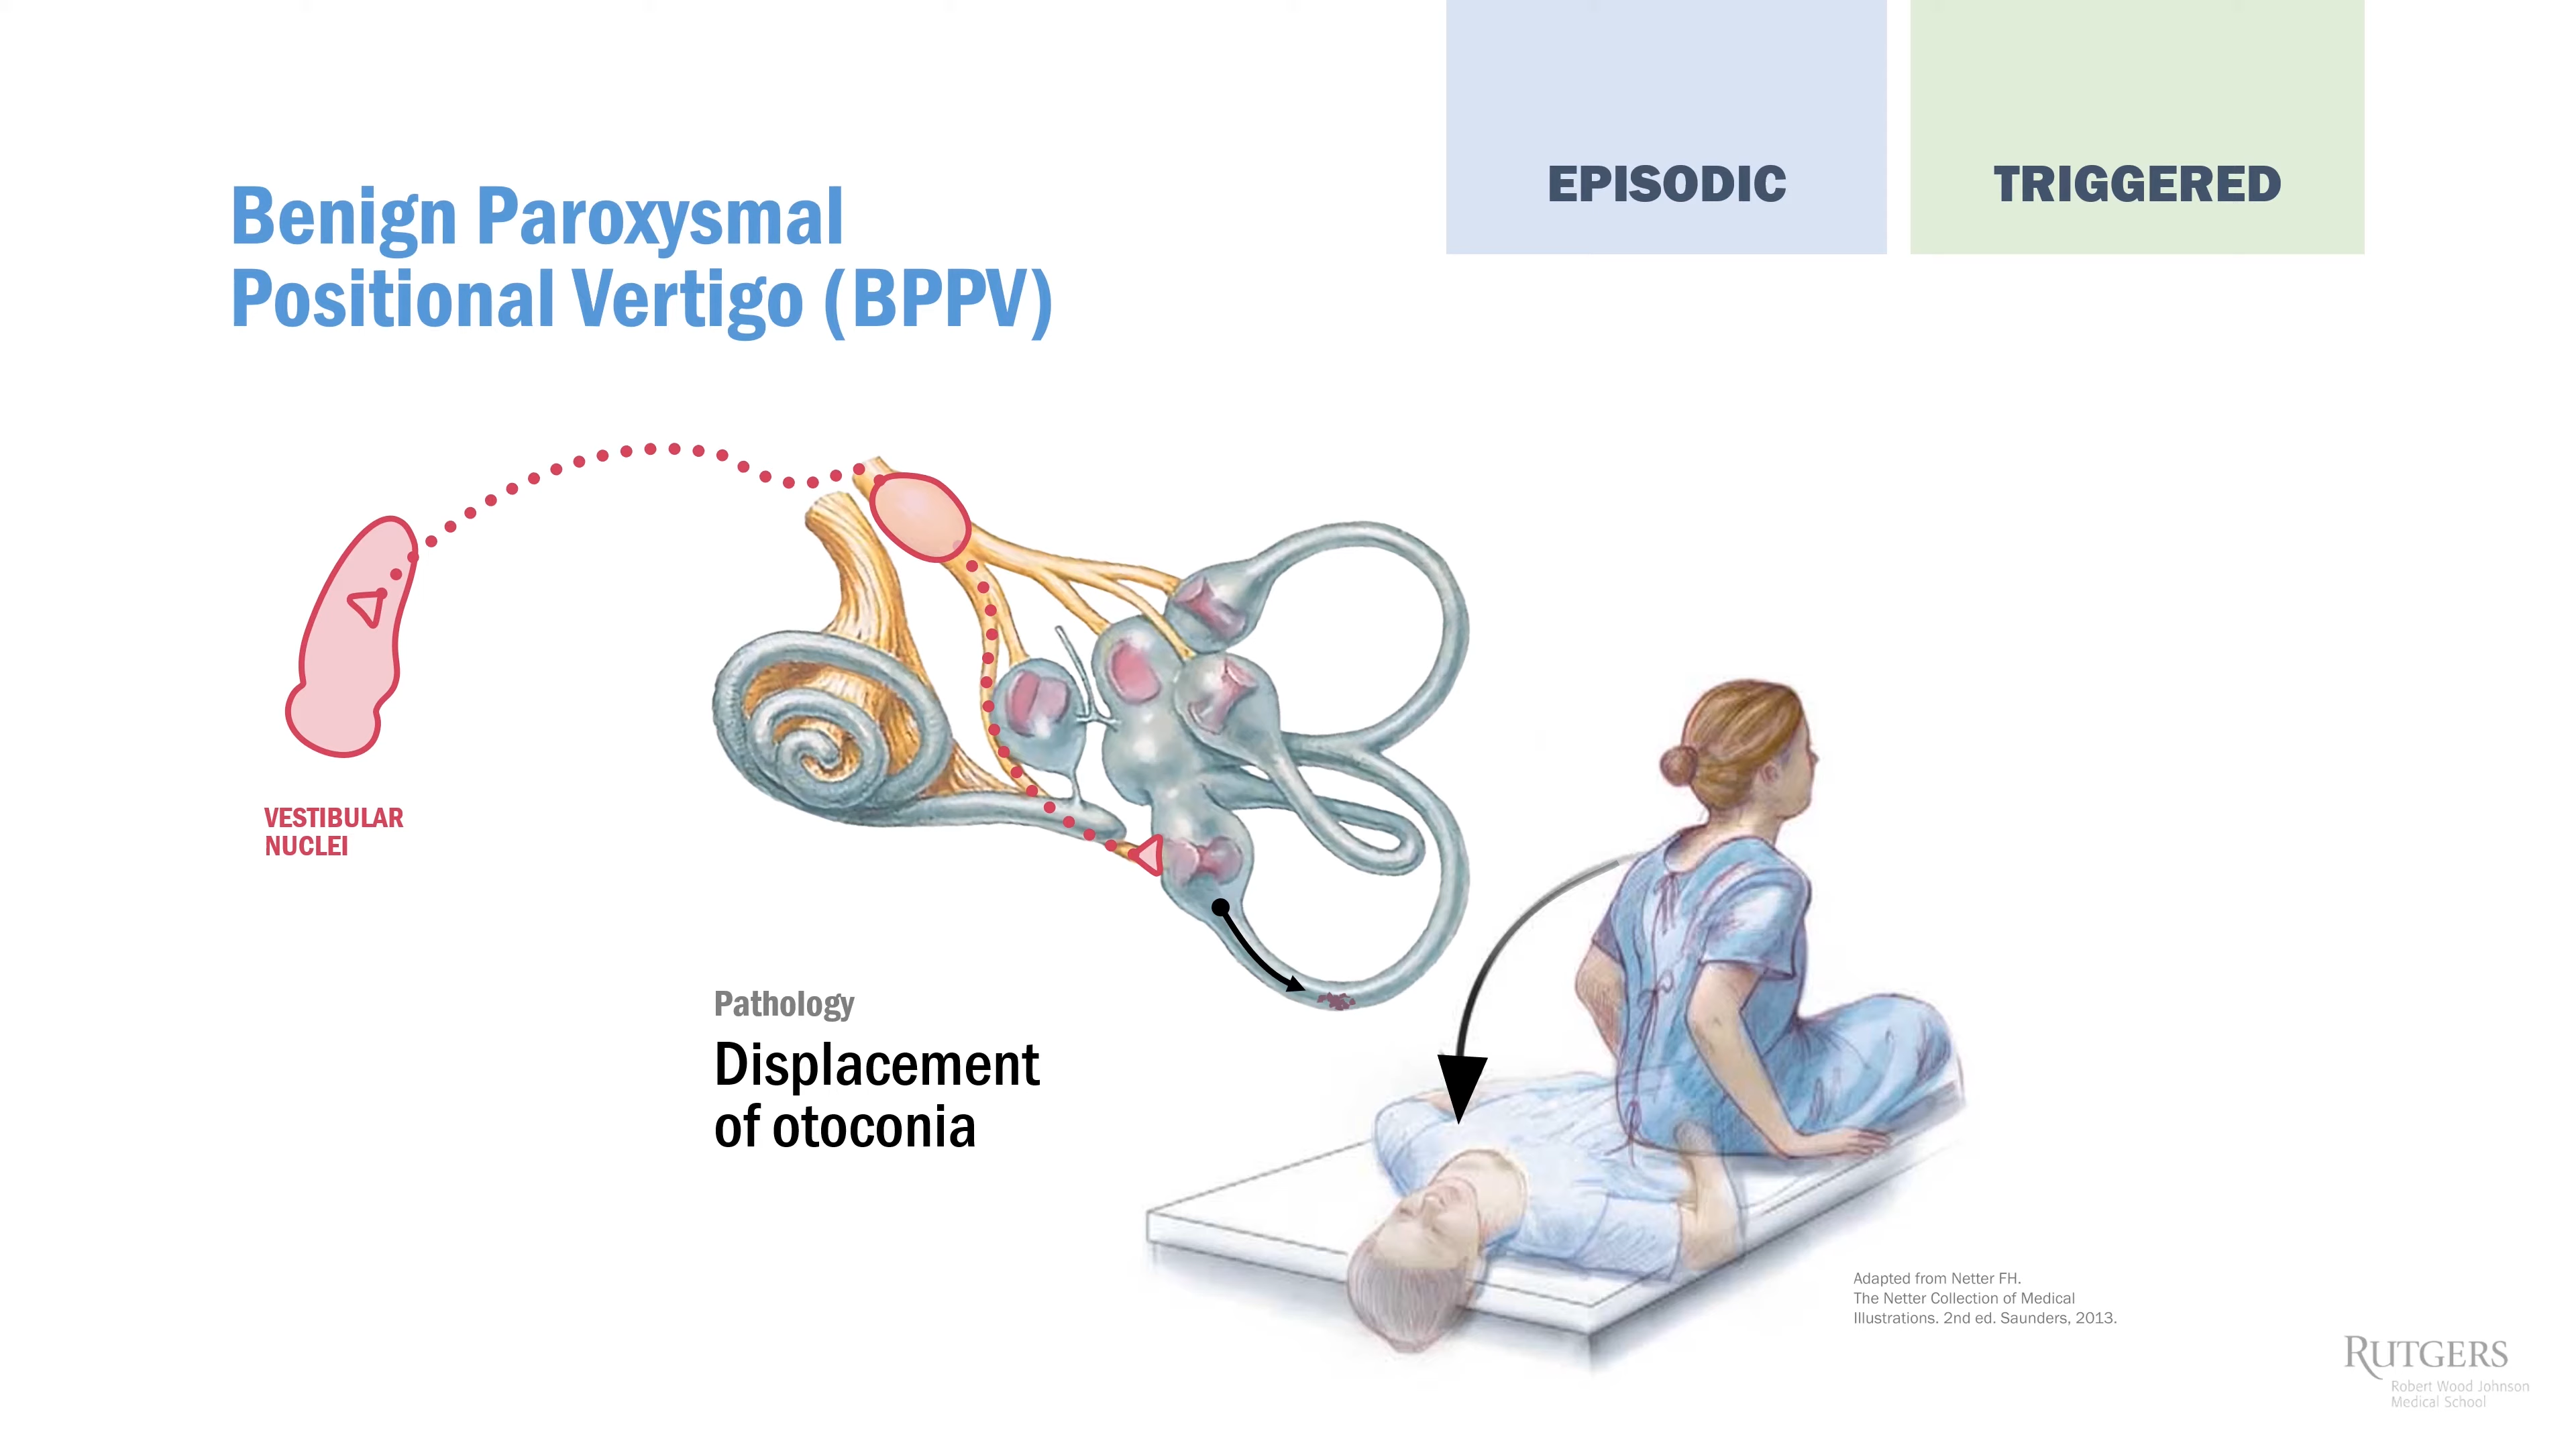 Benign Paroxysmal
Positional Vertigo (BPPV)
EPISODIC
TRIGGERED
VESTIBULAR
NUCLEI
Pathology
Displacement
of otoconia
Adapted from Netter FH.
The Netter Collection of Medical
Illustrations. 2nd ed. Saunders, 2013.
RUTGERS
Robert Wood Johnson
Medical School